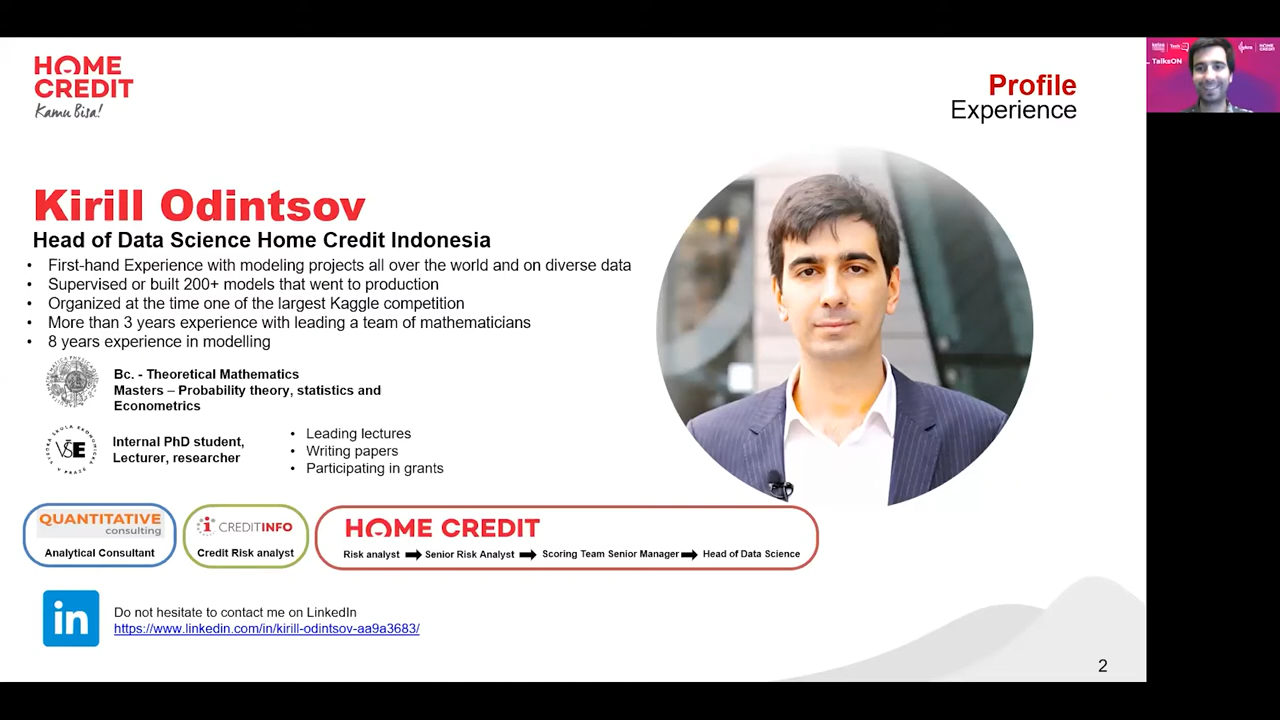 HOME
CREDIT
Kamu Bisa!
Profile
Experience
TalksON
HOME
CREDIT
Kirill Odintsov
Head of Data Science Home Credit Indonesia
• First-hand Experience with modeling projects all over the world and on diverse data
• Supervised or built 200+ models that went to production
• Organized at the time one of the largest Kaggle competition
• More than 3 years experience with leading a team of mathematicians
• 8 years experience in modelling
Bc. - Theoretical Mathematics
Masters – Probability theory, statistics and
Econometrics
VŠE
Internal PhD student,
Lecturer, researcher
• Leading lectures
• Writing papers
• Participating in grants
QUANTITATIVE
consulting
Analytical Consultant
CREDITINFO
Credit Risk analyst
HOME CREDIT
Risk analyst Senior Risk Analyst Scoring Team Senior Manager Head of Data Science
in
Do not hesitate to contact me on LinkedIn
https://www.linkedin.com/in/kirill-odintsov-aa9a3683/
2